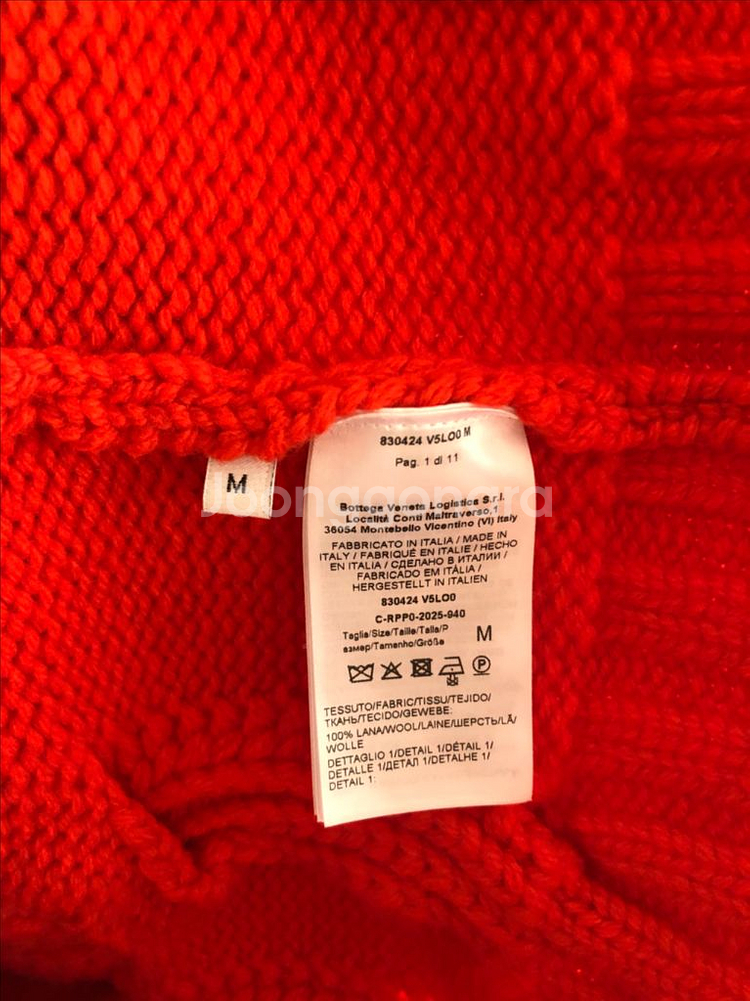 830424 V5LO0 M
Pag. 1 di 11
M
Joonggonara
Bottega Veneta Logistics S.r.l.
Località Conti Maltraverso,1
36054 Montebello Vicentino (VI) Italy
FABBRICATO IN ITALIA / MADE IN
ITALY / FABRIQUÉ EN ITALIE / HECHO
EN ITALIA / СДЕЛАНО В ИТАЛИИ /
FABRICADO EM ITÁLIA /
HERGESTELLT IN ITALIEN
830424 V5LO0
C-RPP0-2025-940
Taglia/Size/Taille/Talla/Р
азмер/Tamanho/Größe
M
TESSUTO/FABRIC/TISSU/TEJIDO/
ТКАНЬ/TECIDO/GEWEBE:
100% LANA/WOOL/LAINE/ШЕРСТЬ/LÃ/
WOLLE
DETTAGLIO 1/DETAIL 1/DÉTAIL 1/
DETALLE 1/ДЕТАЛ 1/DETALHE 1/
DETAIL 1: